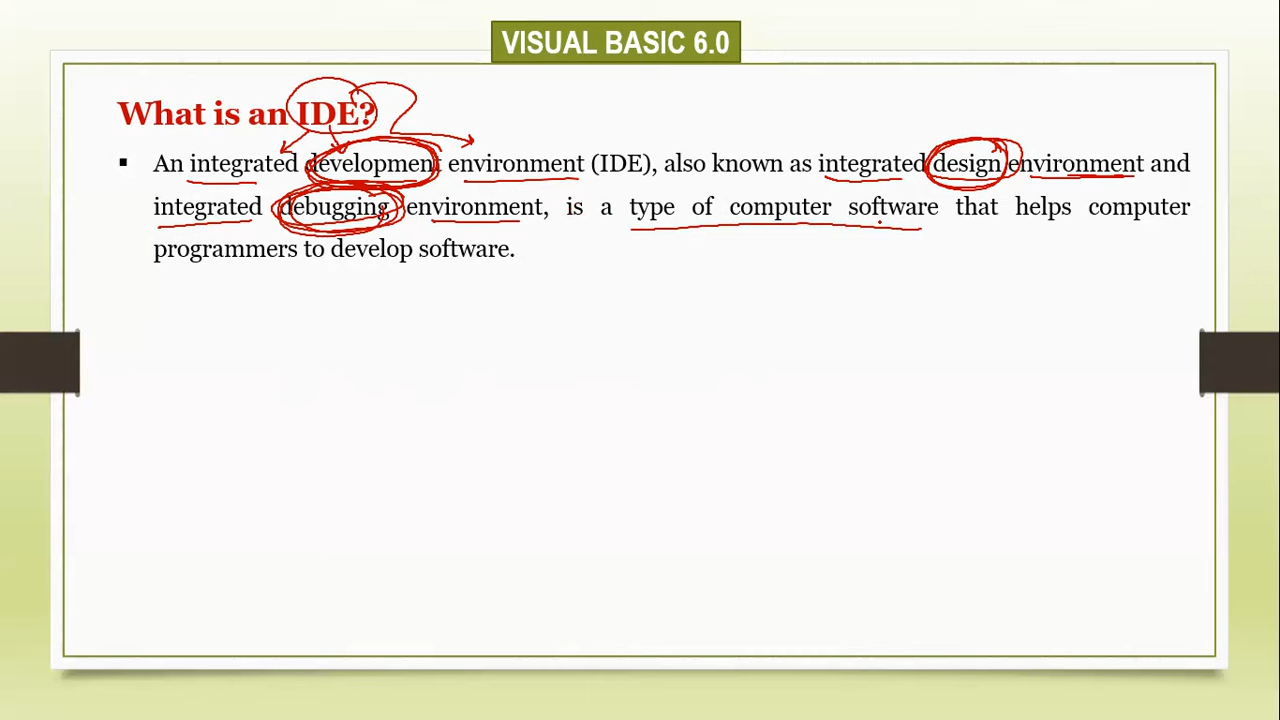 VISUAL BASIC 6.0
What is an IDE?
▪ An integrated development environment (IDE), also known as integrated design environment and
integrated debugging environment, is a type of computer software that helps computer
programmers to develop software.